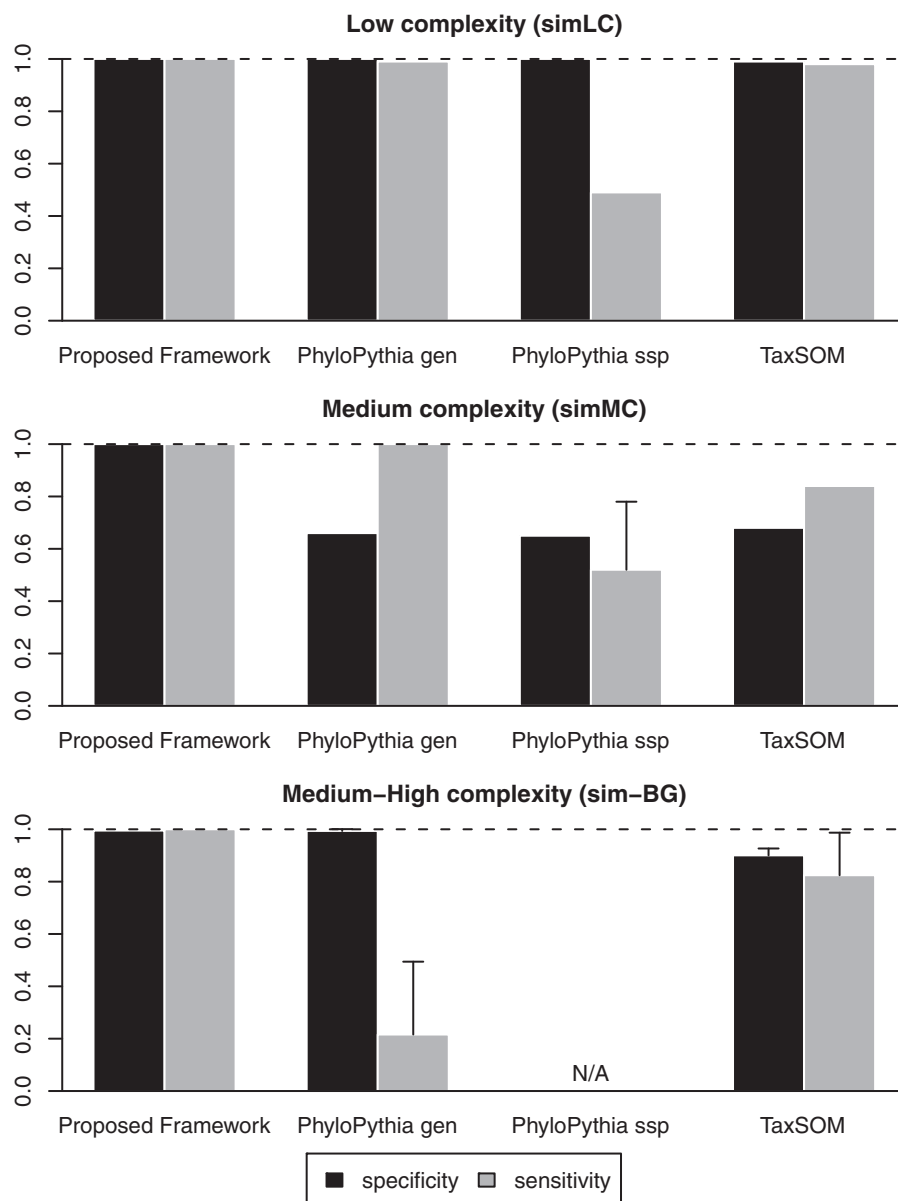 Low complexity (simLC)
1.0
0.8
0.6
0.4
0.2
0.0
Proposed Framework PhyloPythia gen PhyloPythia ssp TaxSOM
Medium complexity (simMC)
1.0
0.8
0.6
0.4
0.2
0.0
Proposed Framework PhyloPythia gen PhyloPythia ssp TaxSOM
Medium−High complexity (sim−BG)
1.0
0.8
0.6
0.4
0.2
0.0
N/A
Proposed Framework PhyloPythia gen PhyloPythia ssp TaxSOM
specificity sensitivity